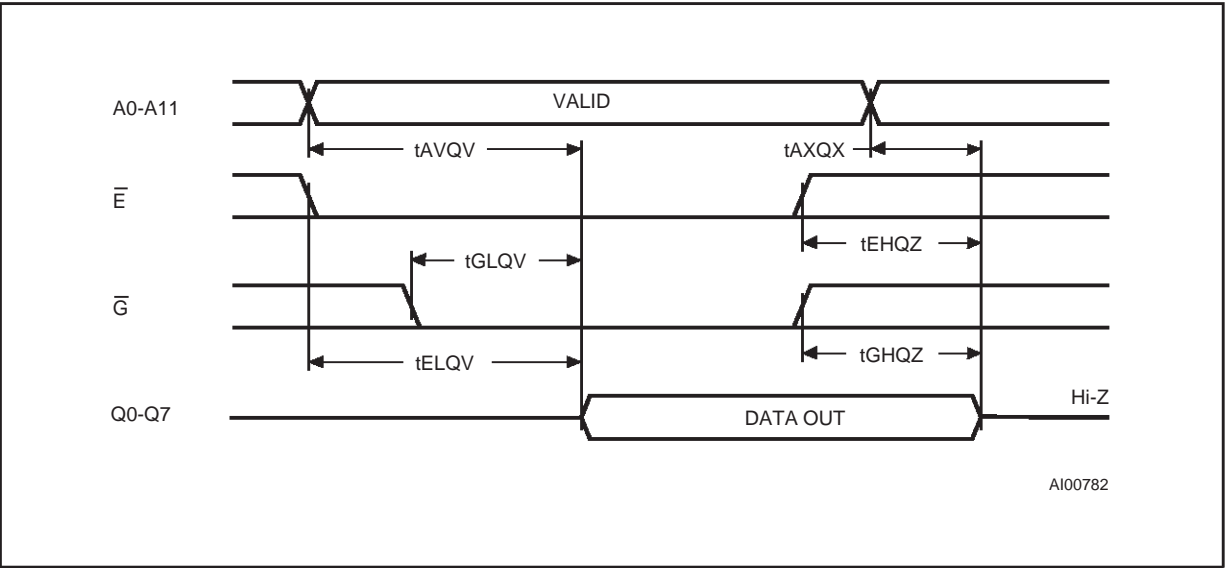 A0-A11
VALID
tAVQV
tAXQX
E̅
tEHQZ
tGLQV
G̅
tGHQZ
tELQV
Q0-Q7
DATA OUT
Hi-Z
AI00782